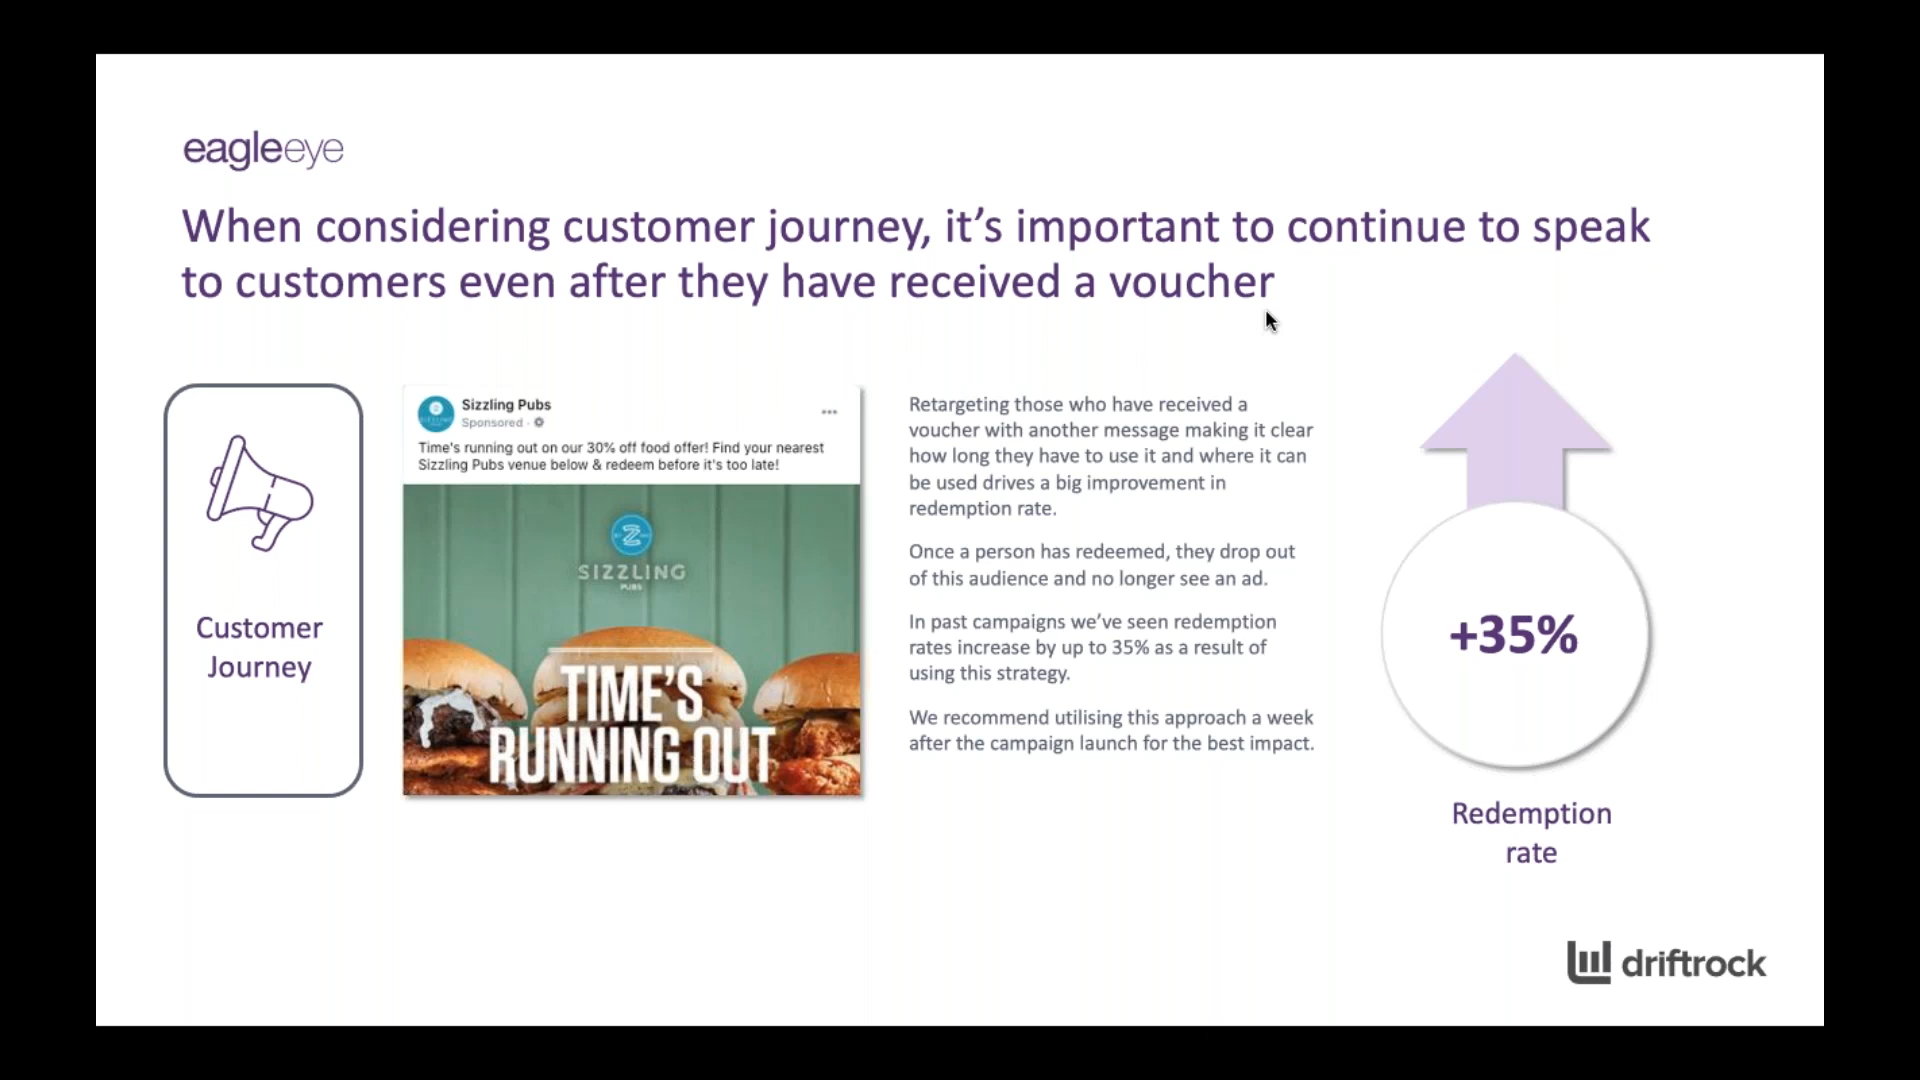 eagleeye
When considering customer journey, it's important to continue to speak
to customers even after they have received a voucher
Customer
Journey
Sizzling Pubs
Sponsored ·
Time's running out on our 30% off food offer! Find your nearest
Sizzling Pubs venue below & redeem before it's too late!
SIZZLING
PUBS
TIME'S
RUNNING OUT
Retargeting those who have received a
voucher with another message making it clear
how long they have to use it and where it can
be used drives a big improvement in
redemption rate.
Once a person has redeemed, they drop out
of this audience and no longer see an ad.
In past campaigns we've seen redemption
rates increase by up to 35% as a result of
using this strategy.
We recommend utilising this approach a week
after the campaign launch for the best impact.
+35%
Redemption
rate
driftrock